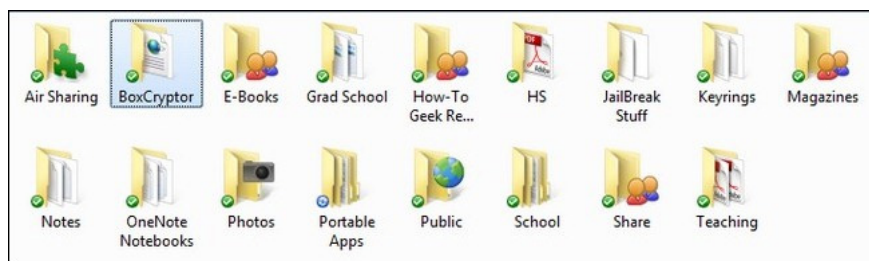 Air Sharing
BoxCryptor
E-Books
Grad School
How-To
Geek Re...
HS
JailBreak
Stuff
Keyrings
Magazines
Notes
OneNote
Notebooks
Photos
Portable
Apps
Public
School
Share
Teaching